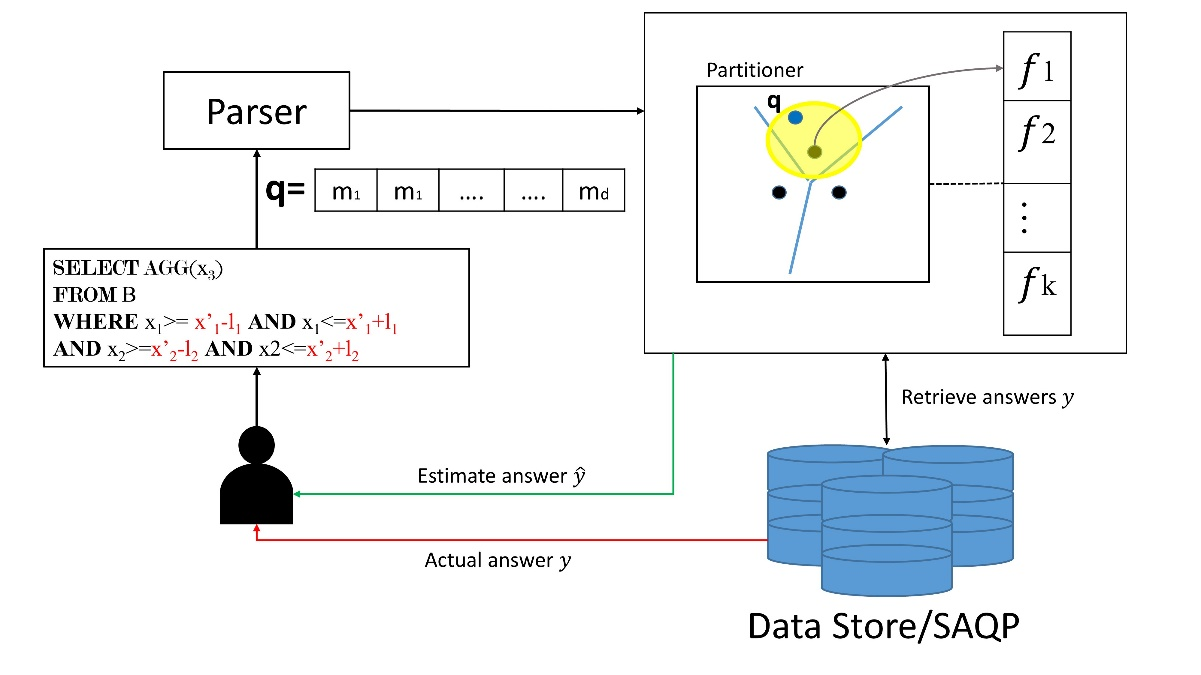 Parser
q= m1 m1 .... .... md
SELECT AGG(x3)
FROM B
WHERE x1>= x’1-l1 AND x1<=x’1+l1
AND x2>=x’2-l2 AND x2<=x’2+l2
Partitioner
q
f1
f2
⋮
fk
Retrieve answers y
Estimate answer ŷ
Actual answer y
Data Store/SAQP